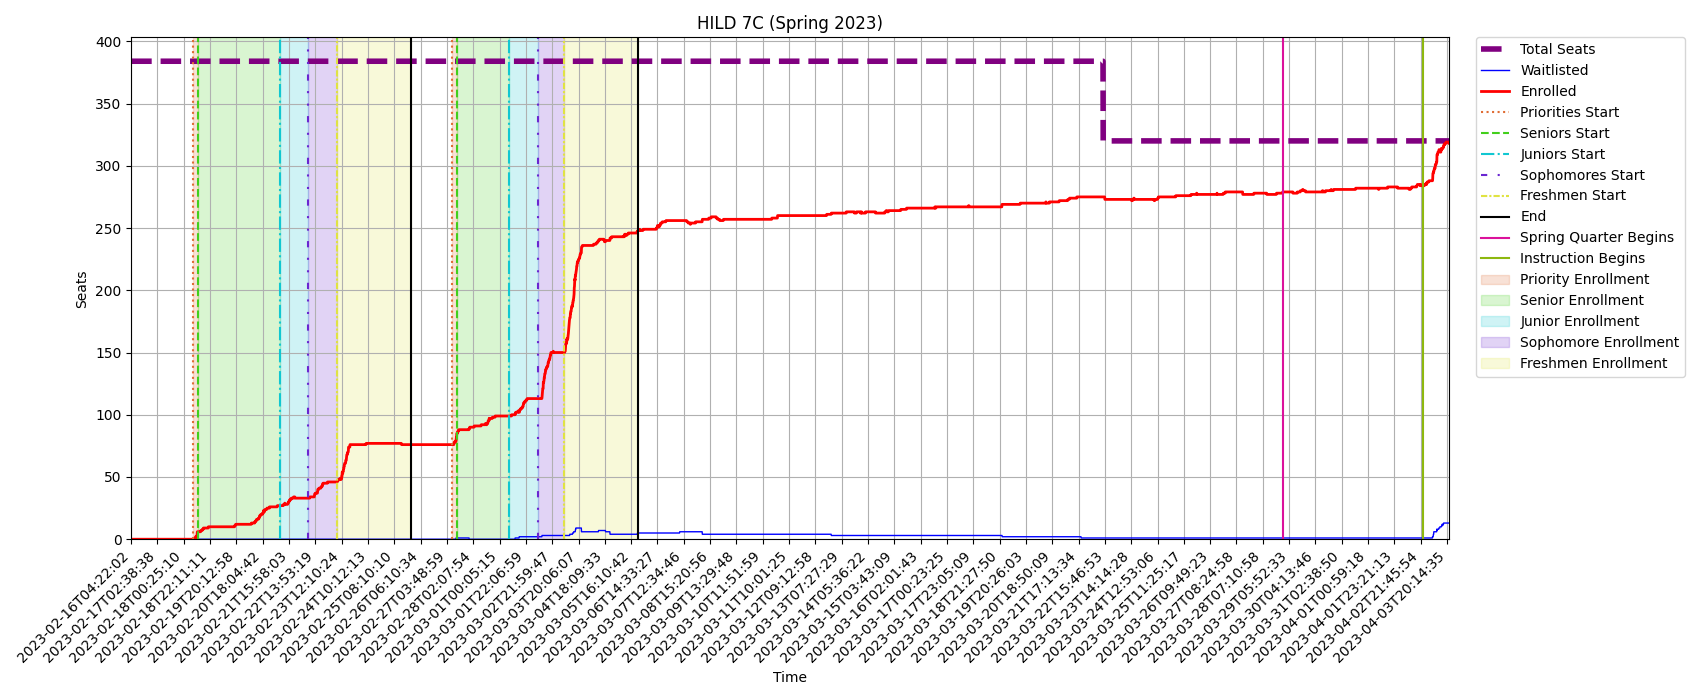 HILD 7C (Spring 2023)
400
350
300
250
200
150
100
50
0
Seats
2023-02-16T04:22:02
2023-02-17T02:38:38
2023-02-18T00:25:10
2023-02-18T22:11:11
2023-02-19T20:12:58
2023-02-20T18:04:42
2023-02-21T15:58:03
2023-02-22T13:53:19
2023-02-23T12:10:24
2023-02-24T10:12:13
2023-02-25T08:10:10
2023-02-26T06:10:34
2023-02-27T03:48:59
2023-02-28T02:07:54
2023-03-01T00:05:15
2023-03-01T22:06:59
2023-03-02T21:59:47
2023-03-03T20:06:07
2023-03-04T18:09:33
2023-03-05T16:10:42
2023-03-06T14:33:27
2023-03-07T12:34:46
2023-03-08T15:20:56
2023-03-09T13:29:48
2023-03-10T11:51:59
2023-03-11T10:01:25
2023-03-12T09:12:58
2023-03-13T07:27:29
2023-03-14T05:36:22
2023-03-15T03:43:09
2023-03-16T02:01:43
2023-03-17T00:23:25
2023-03-17T23:05:09
2023-03-18T21:27:50
2023-03-19T20:26:03
2023-03-20T18:50:09
2023-03-21T17:13:34
2023-03-22T15:46:53
2023-03-23T14:14:28
2023-03-24T12:53:06
2023-03-25T11:25:17
2023-03-26T09:49:23
2023-03-27T08:24:58
2023-03-28T07:10:58
2023-03-29T05:52:33
2023-03-30T04:13:46
2023-03-31T02:38:50
2023-04-01T00:59:18
2023-04-01T23:21:13
2023-04-02T21:45:54
2023-04-03T20:14:35
Time
Total Seats
Waitlisted
Enrolled
Priorities Start
Seniors Start
Juniors Start
Sophomores Start
Freshmen Start
End
Spring Quarter Begins
Instruction Begins
Priority Enrollment
Senior Enrollment
Junior Enrollment
Sophomore Enrollment
Freshmen Enrollment